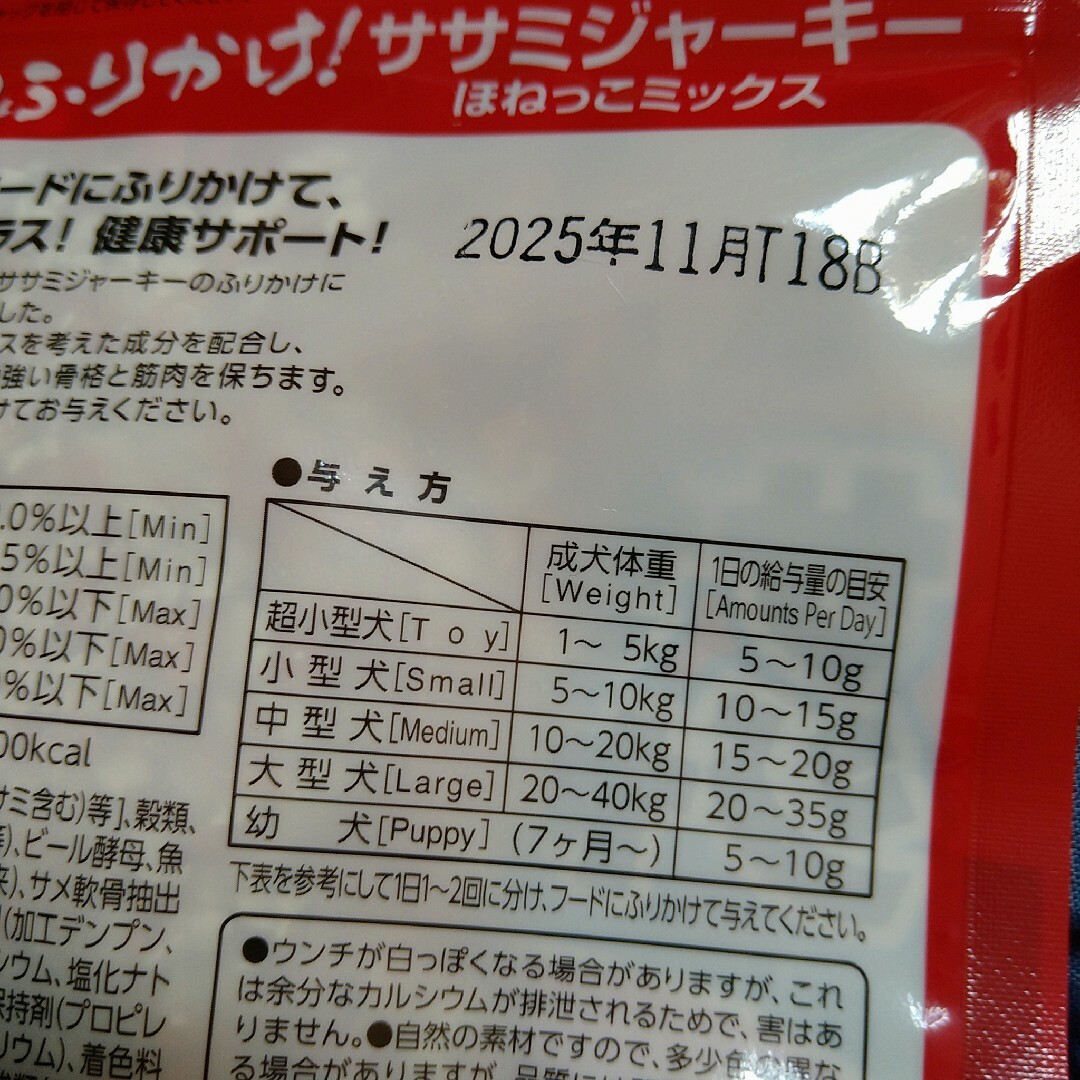 ふりかけ!ササミジャーキー
ほねっこミックス
ードにふりかけて、
ラス! 健康サポート!
2025年11月T18B
ササミジャーキーのふりかけに
した。
スを考えた成分を配合し、
強い骨格と筋肉を保ちます。
けてお与えください。
●与え方
.0%以上[Min]
5%以上[Min]
0%以下[Max]
0%以下[Max]
%以下[Max]
00kcal
成犬体重 1日の給与量の目安
[Weight] [Amounts Per Day]
超小型犬[Toy] 1〜5kg 5〜10g
小型犬[Small] 5〜10kg 10〜15g
中型犬[Medium] 10〜20kg 15〜20g
大型犬[Large] 20〜40kg 20〜35g
幼犬[Puppy] (7ヶ月〜) 5〜10g
下表を参考にして1日1〜2回に分け、フードにふりかけて与えてください。
サミ含む)等]、穀類、
)、ビール酵母、魚
)、サメ軟骨抽出
(加工デンプン、
ウム、塩化ナト
保持剤(プロピレ
リウム)、着色料
●ウンチが白っぽくなる場合がありますが、これ
は余分なカルシウムが排泄されるためで、害はあ
りません。●自然の素材ですので、多少色の異な
る場合がありますが、品質には